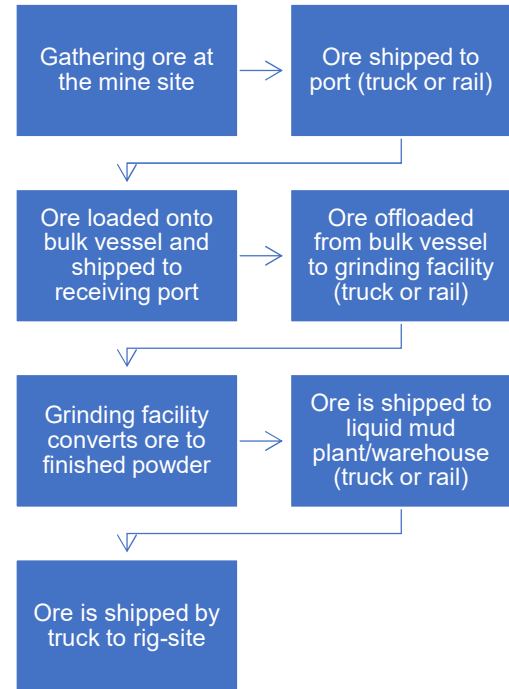 Gathering ore at
the mine site
Ore shipped to
port (truck or rail)
Ore loaded onto
bulk vessel and
shipped to
receiving port
Ore offloaded
from bulk vessel
to grinding facility
(truck or rail)
Grinding facility
converts ore to
finished powder
Ore is shipped to
liquid mud
plant/warehouse
(truck or rail)
Ore is shipped by
truck to rig-site